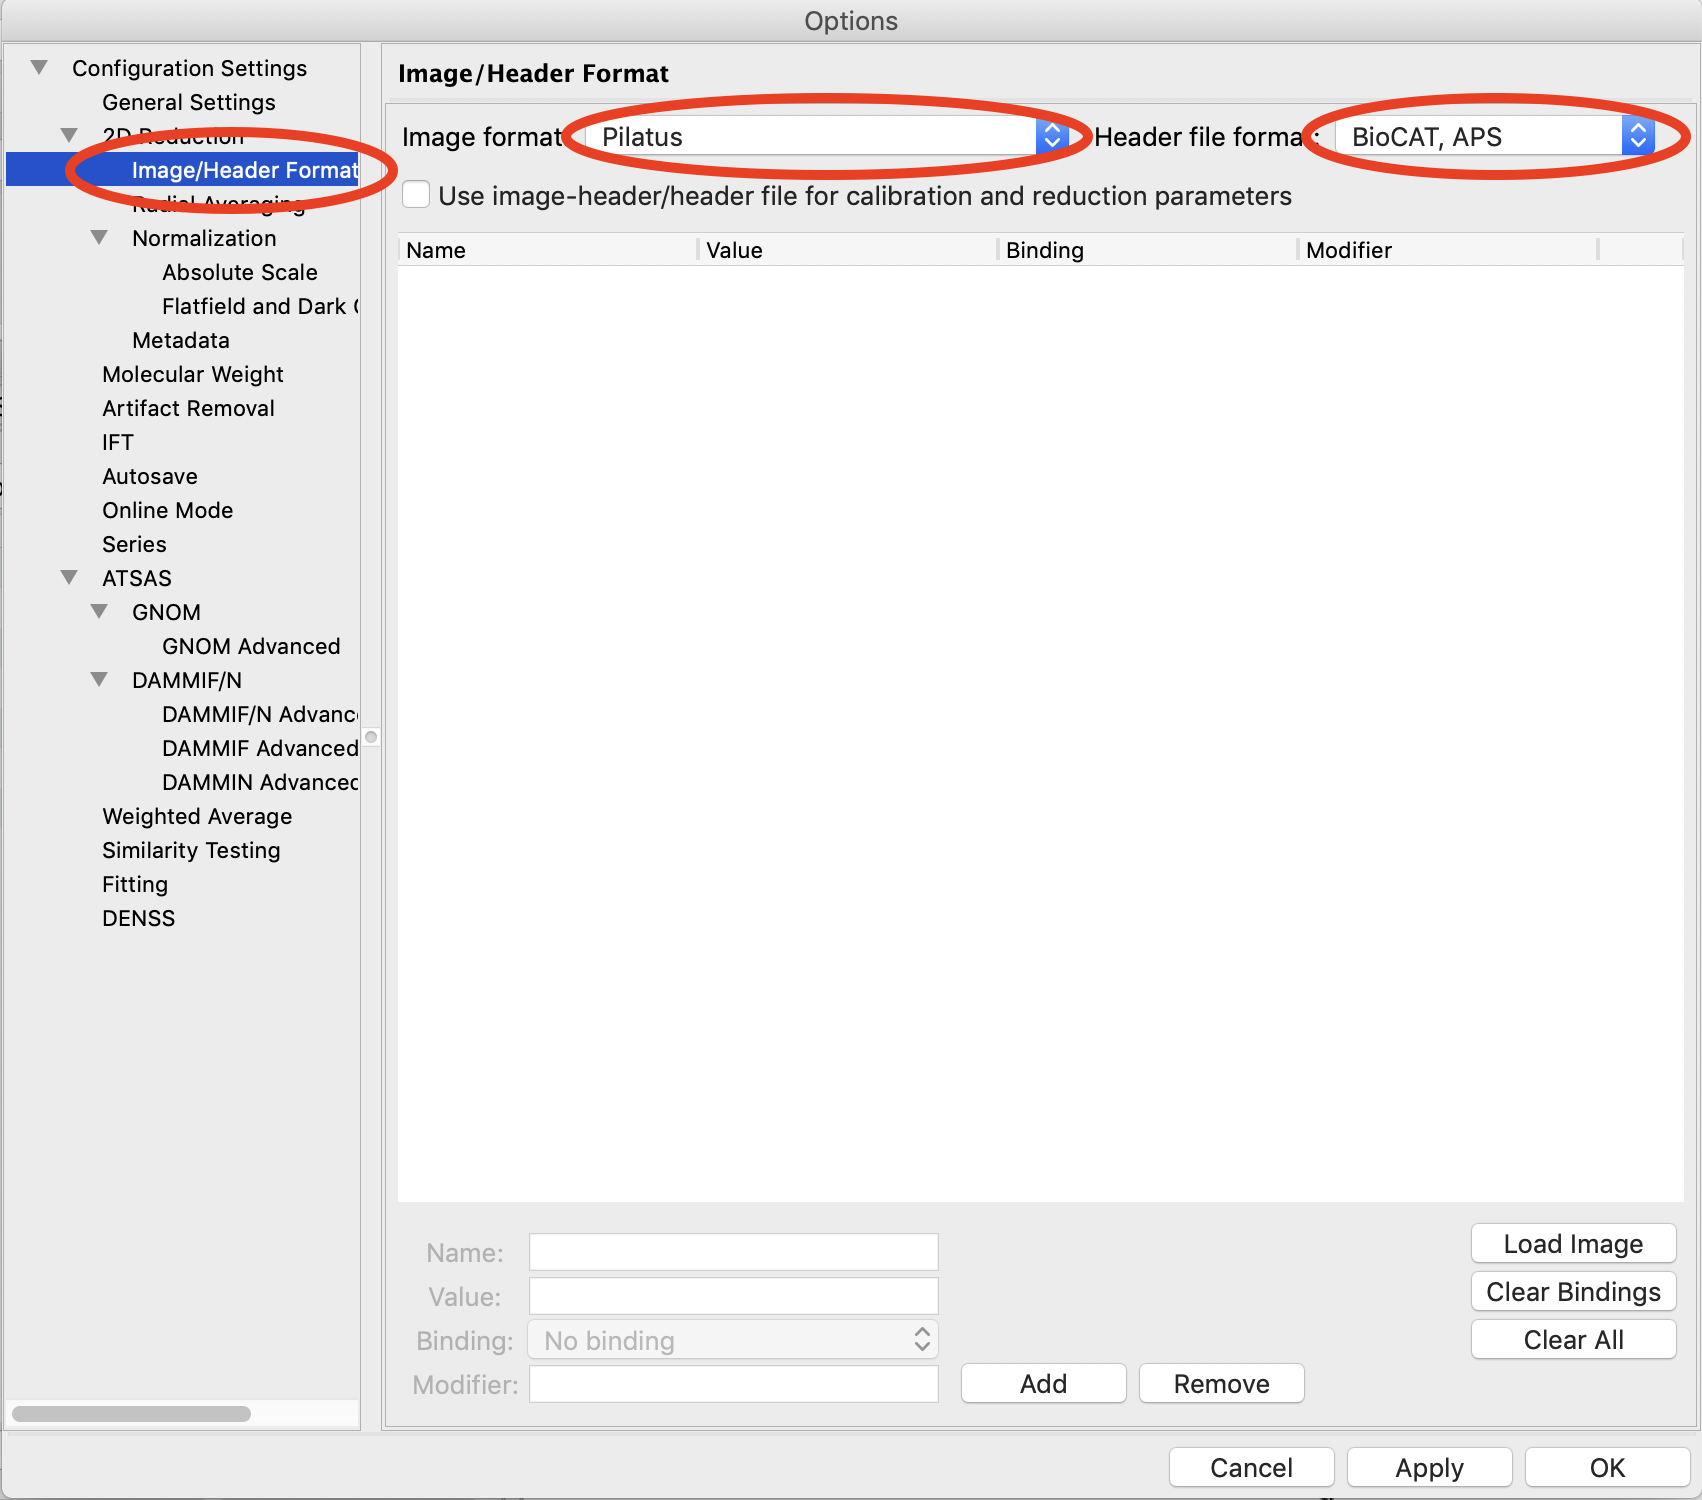 Options
Configuration Settings
General Settings
2D Reduction
Image/Header Format
Radial Averaging
Normalization
Absolute Scale
Flatfield and Dark
Metadata
Molecular Weight
Artifact Removal
IFT
Autosave
Online Mode
Series
ATSAS
GNOM
GNOM Advanced
DAMMIF/N
DAMMIF/N Advanc
DAMMIF Advanced
DAMMIN Advanced
Weighted Average
Similarity Testing
Fitting
DENSS
Image/Header Format
Image format Pilatus Header file format: BioCAT, APS
Use image-header/header file for calibration and reduction parameters
Name Value Binding Modifier
Name:
Value:
Binding: No binding
Modifier:
Add Remove
Load Image
Clear Bindings
Clear All
Cancel Apply OK